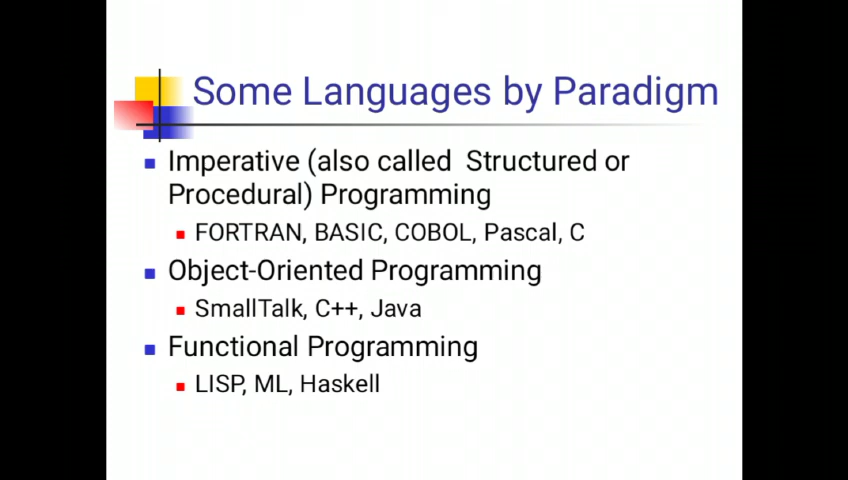 Some Languages by Paradigm
Imperative (also called Structured or
Procedural) Programming
FORTRAN, BASIC, COBOL, Pascal, C
Object-Oriented Programming
SmallTalk, C++, Java
Functional Programming
LISP, ML, Haskell